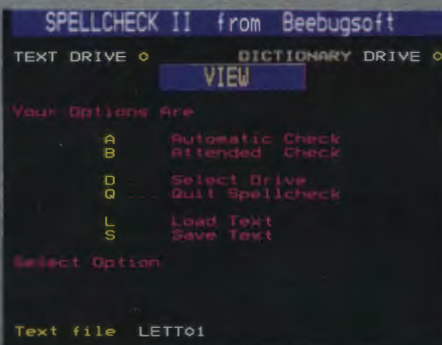 SPELLCHECK II from Beebugsoft
TEXT DRIVE 0 DICTIONARY DRIVE 0
VIEW
Your Options Are
A Automatic Check
B Attended Check
D Select Drive
Q ... Quit Spellcheck
L Load Text
S Save Text
Select Option
Text file LETT01